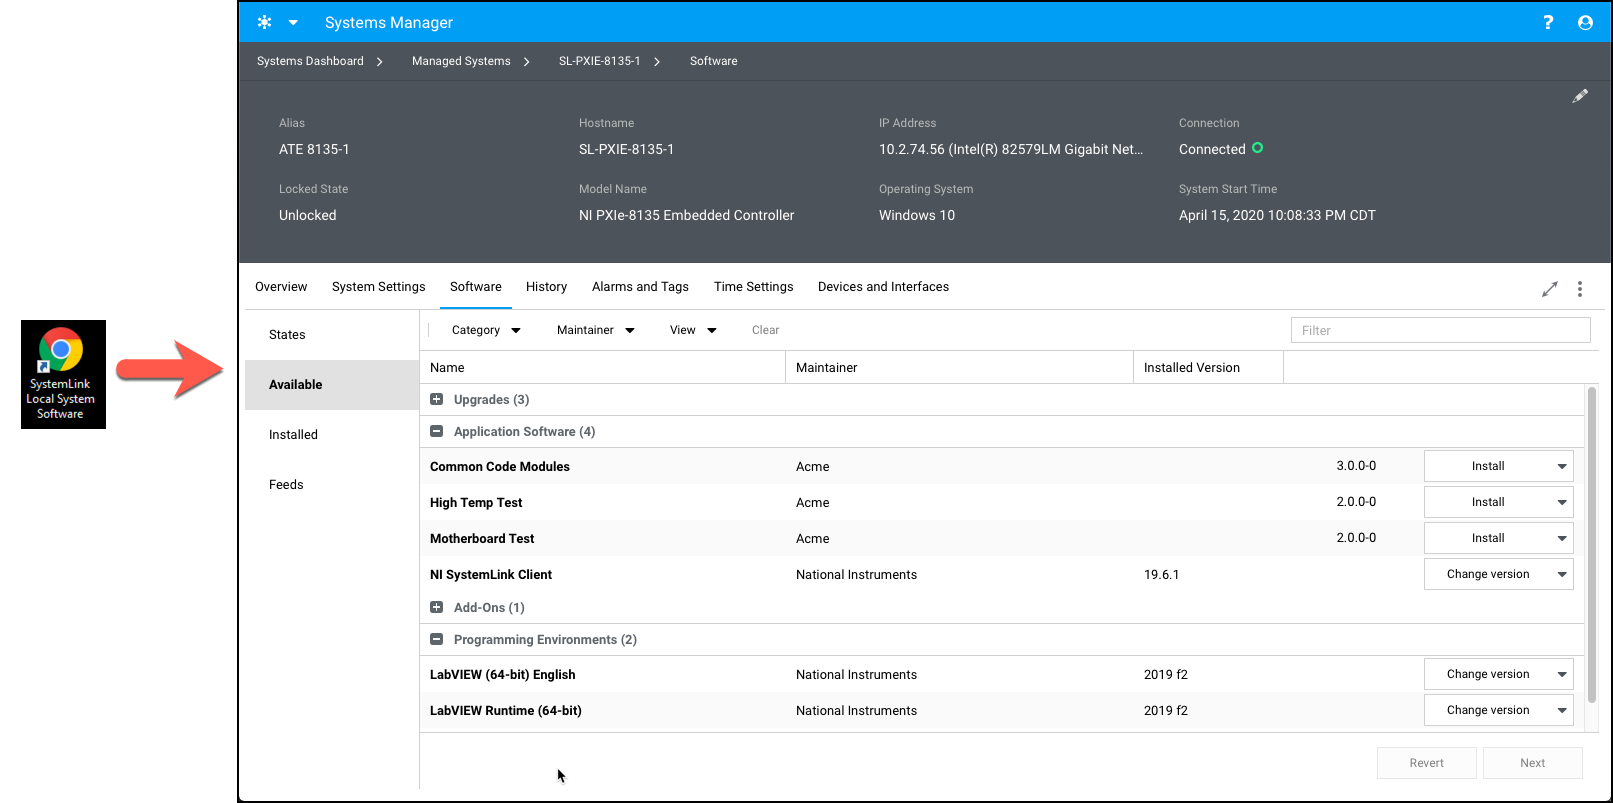 SystemLink
Local System
Software
Systems Manager
?
Systems Dashboard > Managed Systems > SL-PXIE-8135-1 > Software
Alias Hostname IP Address Connection
ATE 8135-1 SL-PXIE-8135-1 10.2.74.56 (Intel(R) 82579LM Gigabit Net... Connected
Locked State Model Name Operating System System Start Time
Unlocked NI PXIe-8135 Embedded Controller Windows 10 April 15, 2020 10:08:33 PM CDT
Overview System Settings Software History Alarms and Tags Time Settings Devices and Interfaces
States
Available
Installed
Feeds
Category Maintainer View Clear Filter
Name Maintainer Installed Version
Upgrades (3)
Application Software (4)
Common Code Modules Acme 3.0.0-0 Install
High Temp Test Acme 2.0.0-0 Install
Motherboard Test Acme 2.0.0-0 Install
NI SystemLink Client National Instruments 19.6.1 Change version
Add-Ons (1)
Programming Environments (2)
LabVIEW (64-bit) English National Instruments 2019 f2 Change version
LabVIEW Runtime (64-bit) National Instruments 2019 f2 Change version
Revert Next